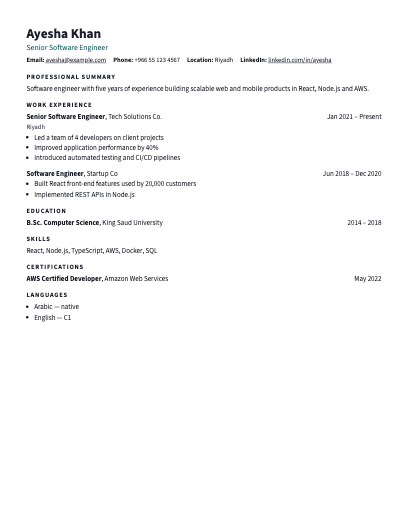 Ayesha Khan
Senior Software Engineer
Email: ayesha@example.com Phone: +966 55 123 4567 Location: Riyadh LinkedIn: linkedin.com/in/ayesha
PROFESSIONAL SUMMARY
Software engineer with five years of experience building scalable web and mobile products in React, Node.js and AWS.
WORK EXPERIENCE
Senior Software Engineer, Tech Solutions Co. Jan 2021 – Present
Riyadh
• Led a team of 4 developers on client projects
• Improved application performance by 40%
• Introduced automated testing and CI/CD pipelines
Software Engineer, Startup Co Jun 2018 – Dec 2020
• Built React front-end features used by 20,000 customers
• Implemented REST APIs in Node.js
EDUCATION
B.Sc. Computer Science, King Saud University 2014 – 2018
SKILLS
React, Node.js, TypeScript, AWS, Docker, SQL
CERTIFICATIONS
AWS Certified Developer, Amazon Web Services May 2022
LANGUAGES
• Arabic — native
• English — C1